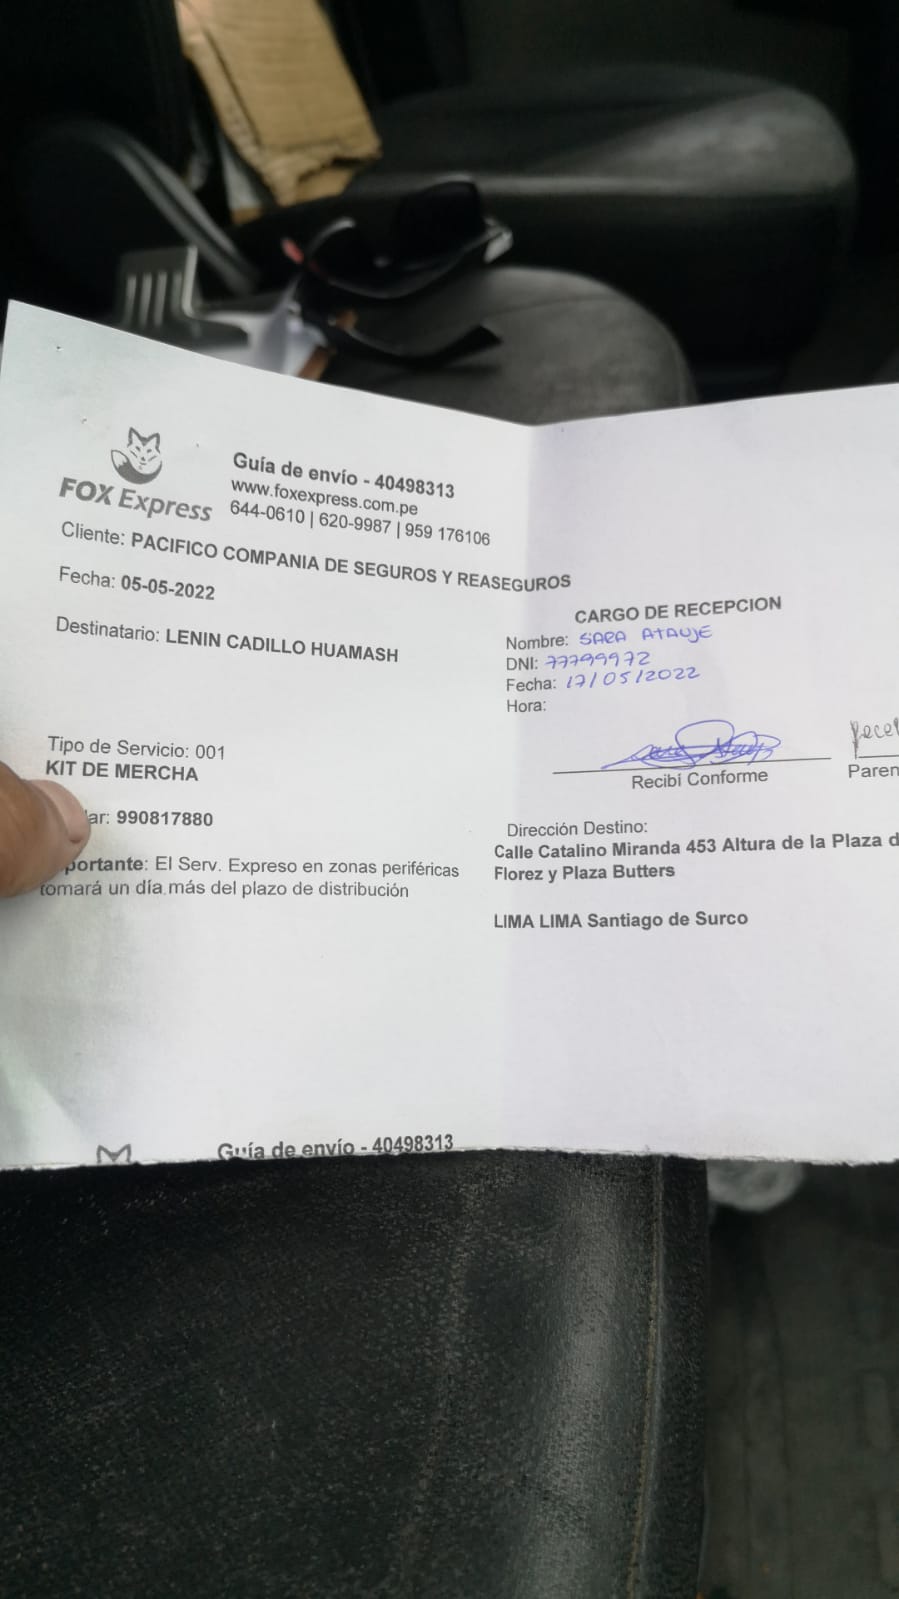 FOX Express
Guía de envío - 40498313
www.foxexpress.com.pe
644-0610 | 620-9987 | 959 176106
Cliente: PACIFICO COMPANIA DE SEGUROS Y REASEGUROS
Fecha: 05-05-2022
Destinatario: LENIN CADILLO HUAMASH
Tipo de Servicio: 001
KIT DE MERCHA
ar: 990817880
portante: El Serv. Expreso en zonas periféricas
tomará un día más del plazo de distribución
CARGO DE RECEPCION
Nombre: SARA ATAUJE
DNI: 77799972
Fecha: 17/05/2022
Hora:
Recibí Conforme
Paren
Dirección Destino:
Calle Catalino Miranda 453 Altura de la Plaza d
Florez y Plaza Butters
LIMA LIMA Santiago de Surco
Guía de envío - 40498313